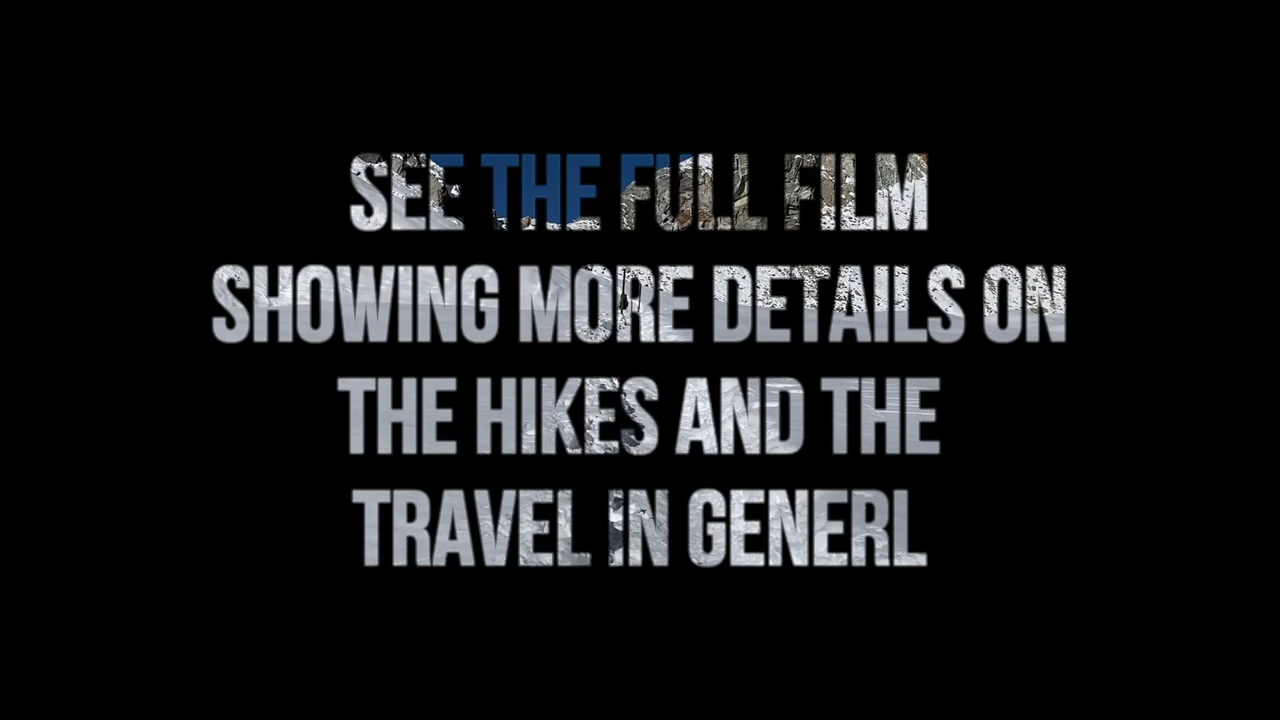 SEE THE FULL FILM
SHOWING MORE DETAILS ON
THE HIKES AND THE
TRAVEL IN GENERL